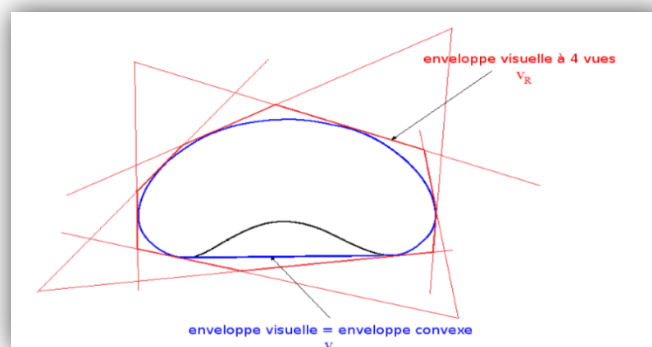 enveloppe visuelle à 4 vues
V_R
enveloppe visuelle = enveloppe convexe
V